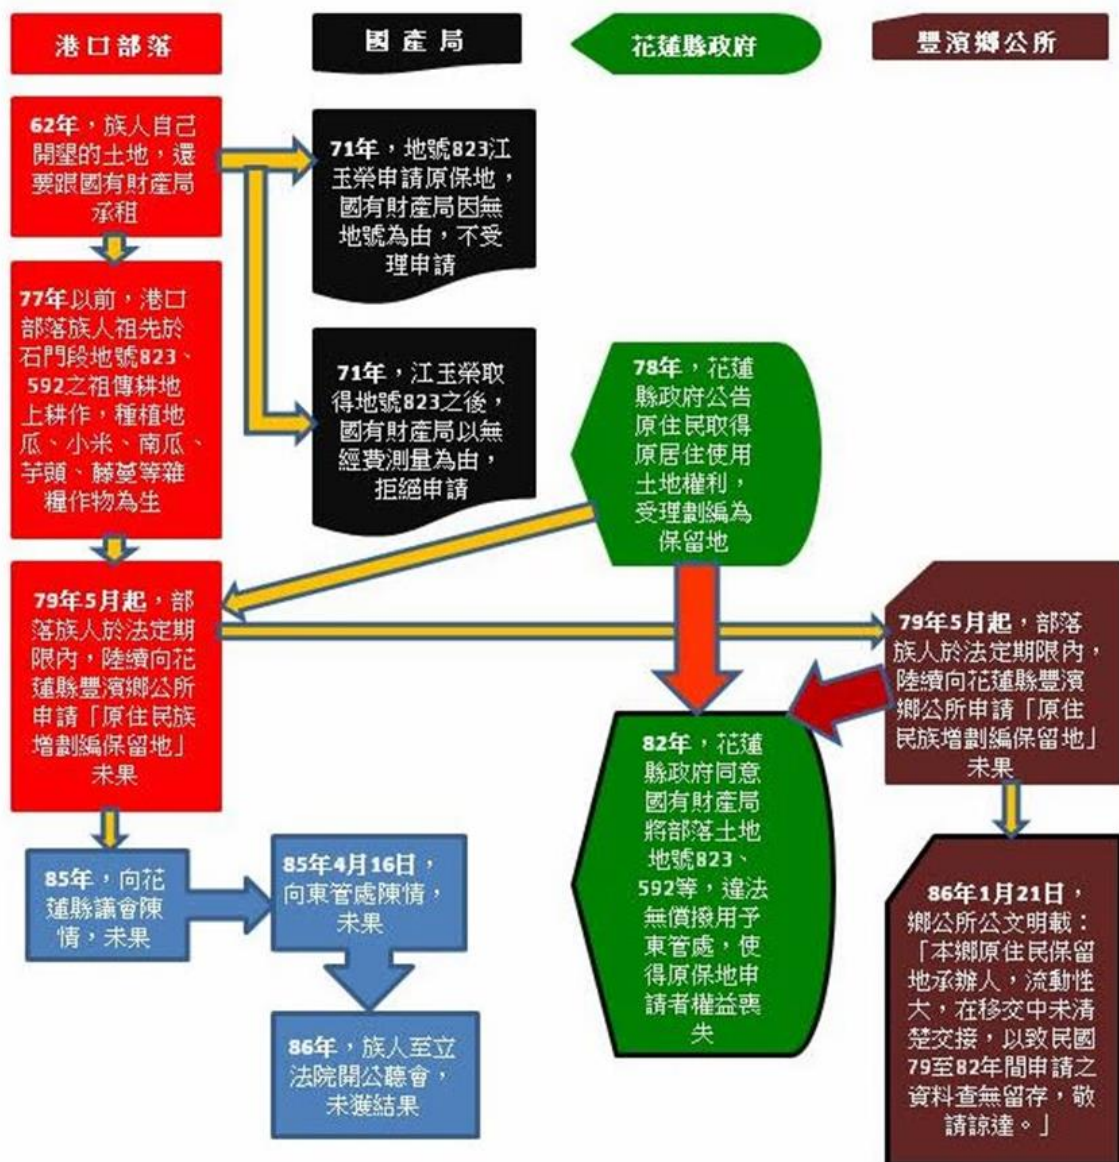 港口部落
國產局
花蓮縣政府
豐濱鄉公所
62年，族人自己
開墾的土地，還
要跟國有財產局
承租
71年，地號823江
玉榮申請原保地，
國有財產局因無
地號為由，不受
理申請
77年以前，港口
部落族人祖先於
石門段地號823、
592之祖傳耕地
上耕作，種植地
瓜、小米、南瓜、
芋頭、藤蔓等雜
糧作物為生
71年，江玉榮取
得地號823之後，
國有財產局以無
經費測量為由，
拒絕申請
78年，花蓮
縣政府公告
原住民取得
原居住使用
土地權利，
受理劃編為
保留地
79年5月起，部
落族人於法定期
限內，陸續向花
蓮縣豐濱鄉公所
申請「原住民族
增劃編保留地」
未果
79年5月起，部落
族人於法定期限內，
陸續向花蓮縣豐濱
鄉公所申請「原住
民族增劃編保留地」
未果
82年，花蓮
縣政府同意
國有財產局
將部落土地
地號823、
592等，違法
無償撥用予
東管處，使
得原保地申
請者權益喪
失
85年，向花
蓮縣議會陳
情，未果
85年4月16日，
向東管處陳情，
未果
86年，族人至立
法院開公聽會，
未獲結果
86年1月21日，
鄉公所公文明載：
「本鄉原住民保留
地承辦人，流動性
大，在移交中未清
楚交接，以致民國
79至82年間申請之
資料查無留存，敬
請諒達。」